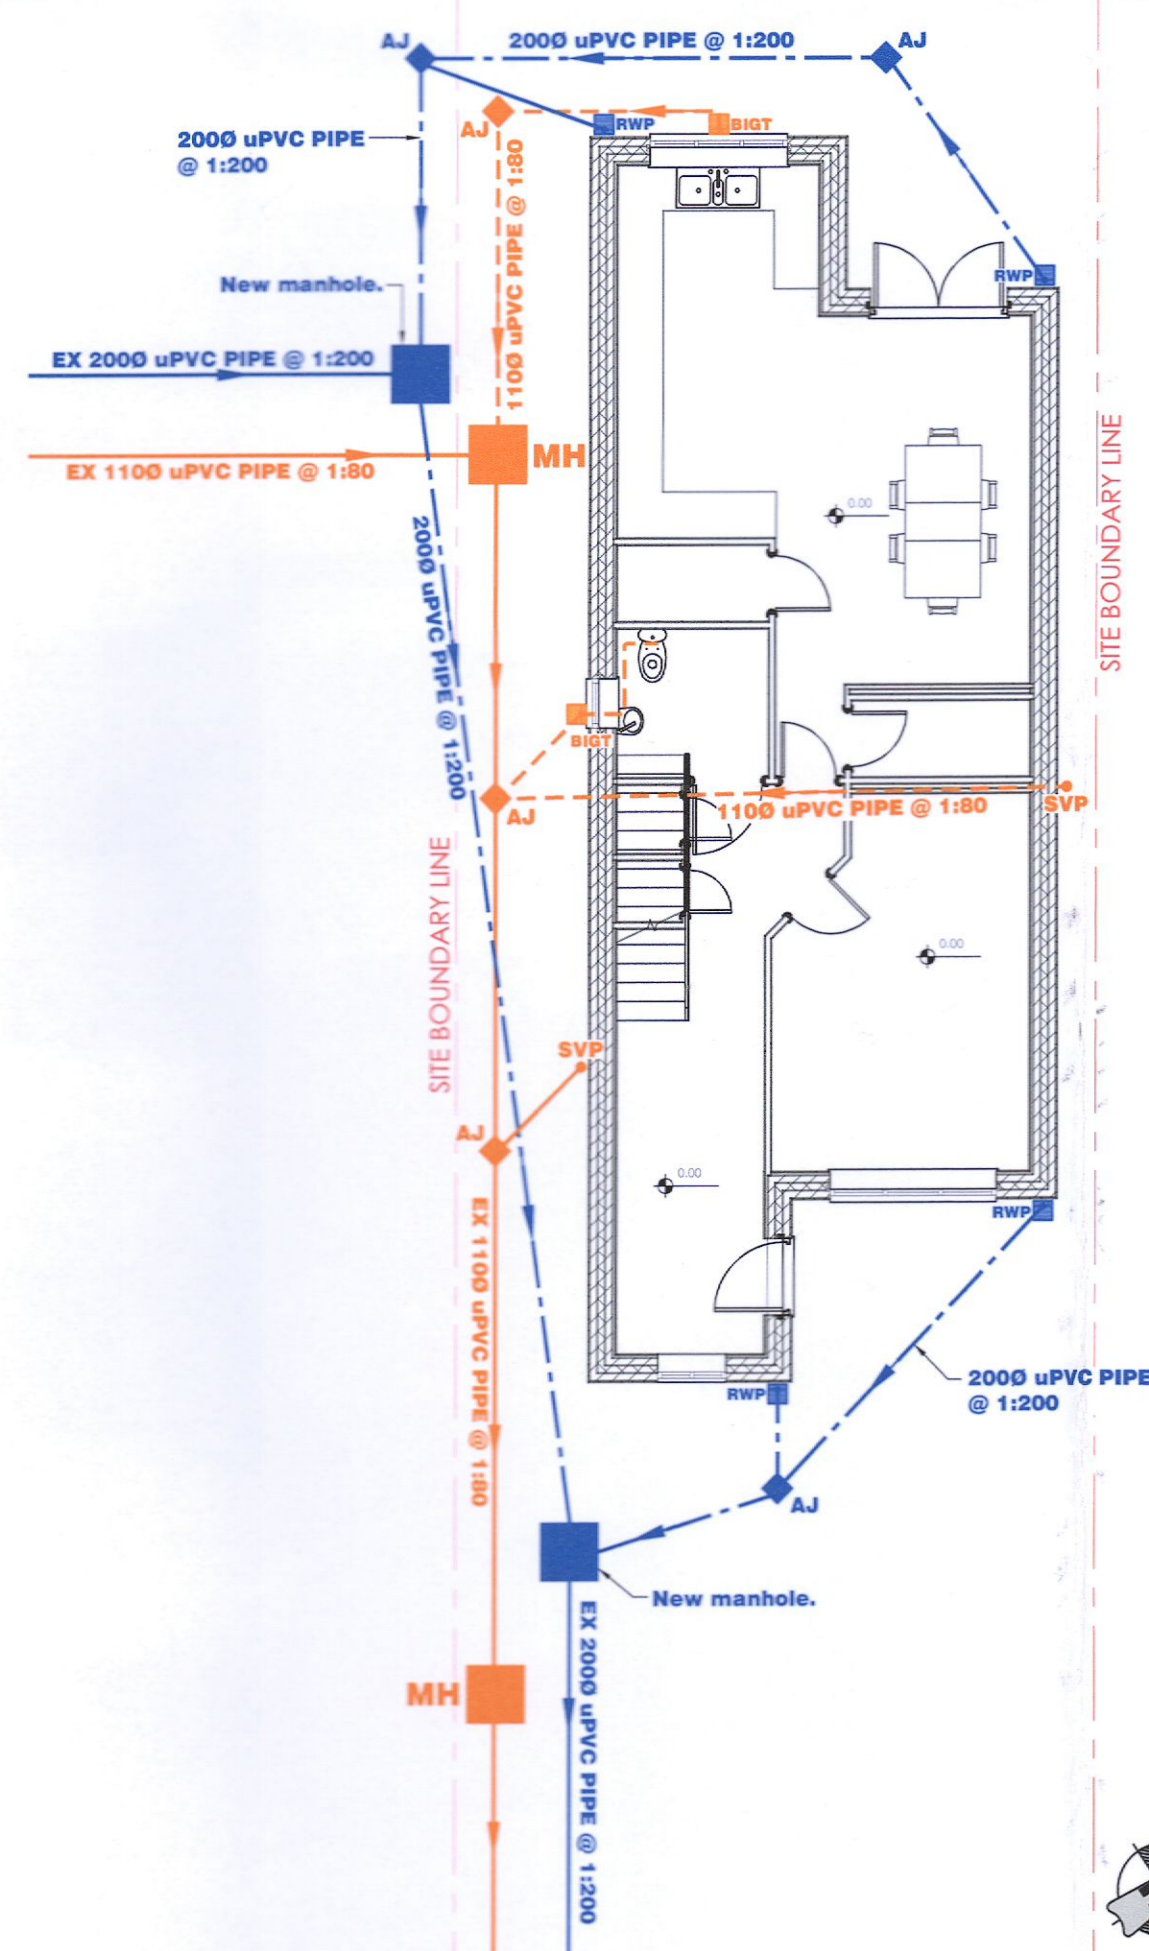 AJ
200Ø uPVC PIPE @ 1:200
AJ
200Ø uPVC PIPE
@ 1:200
AJ
RWP
BIGT
110Ø uPVC PIPE @ 1:80
New manhole.
RWP
EX 200Ø uPVC PIPE @ 1:200
MH
EX 110Ø uPVC PIPE @ 1:80
SITE BOUNDARY LINE
0.00
200Ø uPVC PIPE @ 1:200
BIGT
AJ
110Ø uPVC PIPE @ 1:80
SVP
SITE BOUNDARY LINE
0.00
SVP
AJ
0.00
EX 110Ø uPVC PIPE @ 1:80
RWP
200Ø uPVC PIPE
@ 1:200
RWP
AJ
New manhole.
EX 200Ø uPVC PIPE @ 1:200
MH